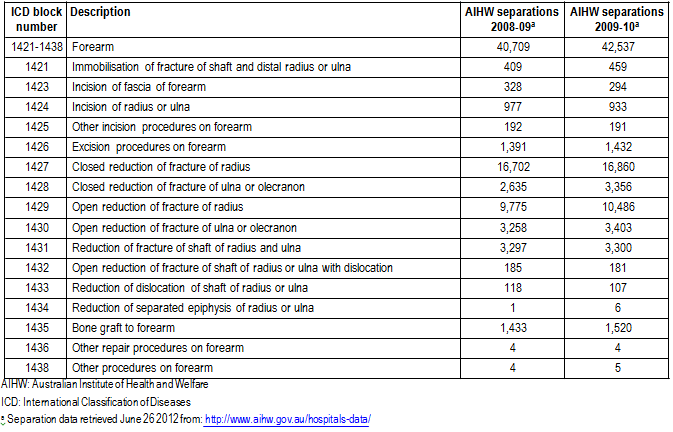 ICD block number Description AIHW separations 2008-09a AIHW separations 2009-10a
1421-1438 Forearm 40,709 42,537
1421 Immobilisation of fracture of shaft and distal radius or ulna 409 459
1423 Incision of fascia of forearm 328 294
1424 Incision of radius or ulna 977 933
1425 Other incision procedures on forearm 192 191
1426 Excision procedures on forearm 1,391 1,432
1427 Closed reduction of fracture of radius 16,702 16,860
1428 Closed reduction of fracture of ulna or olecranon 2,635 3,356
1429 Open reduction of fracture of radius 9,775 10,486
1430 Open reduction of fracture of ulna or olecranon 3,258 3,403
1431 Reduction of fracture of shaft of radius and ulna 3,297 3,300
1432 Open reduction of fracture of shaft of radius or ulna with dislocation 185 181
1433 Reduction of dislocation of shaft of radius or ulna 118 107
1434 Reduction of separated epiphysis of radius or ulna 1 6
1435 Bone graft to forearm 1,433 1,520
1436 Other repair procedures on forearm 4 4
1438 Other procedures on forearm 4 5
AIHW: Australian Institute of Health and Welfare
ICD: International Classification of Diseases
a Separation data retrieved June 26 2012 from: http://www.aihw.gov.au/hospitals-data/